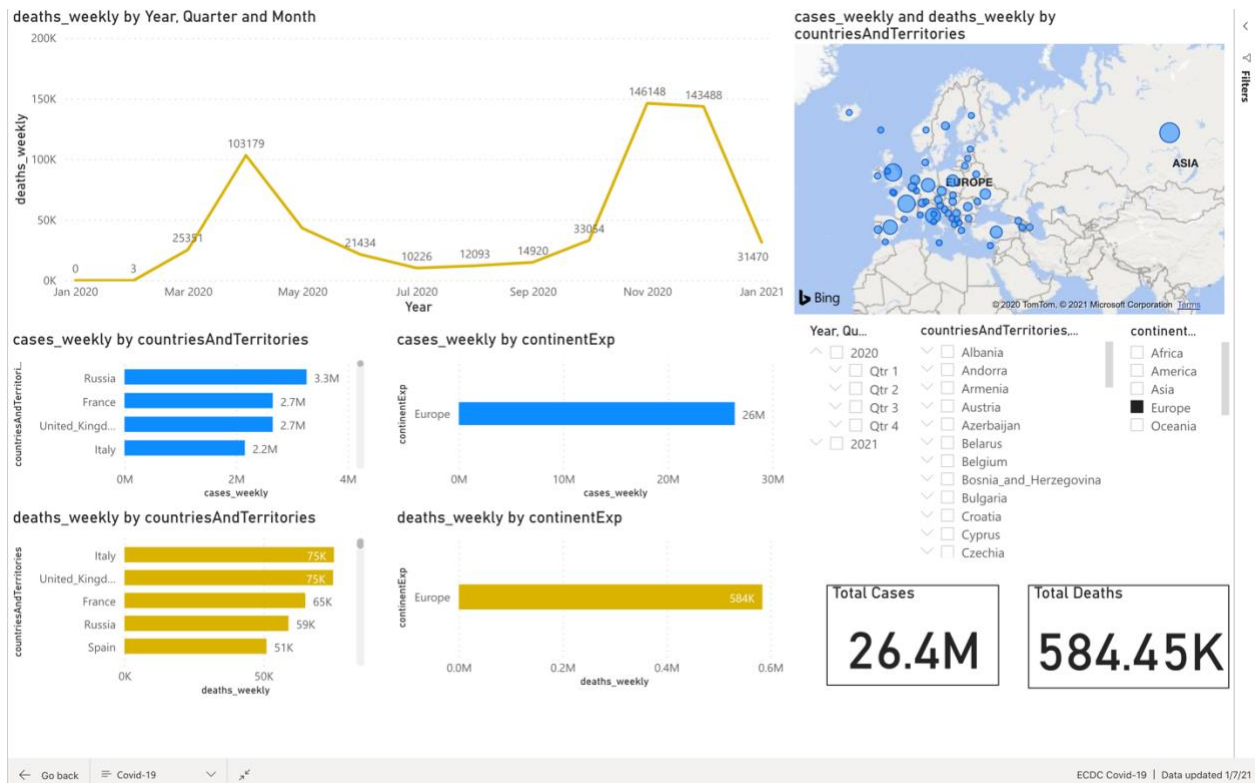 deaths_weekly by Year, Quarter and Month
200K
150K
100K
50K
0K
deaths_weekly
0
3
25351
103179
21434
10226
12093
14920
33054
146148
143488
31470
Jan 2020
Mar 2020
May 2020
Jul 2020
Sep 2020
Nov 2020
Jan 2021
Year
cases_weekly and deaths_weekly by
countriesAndTerritories
EUROPE
ASIA
Bing
© 2020 TomTom, © 2021 Microsoft Corporation Terms
Filters
cases_weekly by countriesAndTerritories
countriesAndTerritori...
Russia 3.3M
France 2.7M
United_Kingd... 2.7M
Italy 2.2M
0M 2M 4M
cases_weekly
cases_weekly by continentExp
continentExp
Europe 26M
0M 10M 20M 30M
cases_weekly
Year, Qu...
2020
Qtr 1
Qtr 2
Qtr 3
Qtr 4
2021
countriesAndTerritories,...
Albania
Andorra
Armenia
Austria
Azerbaijan
Belarus
Belgium
Bosnia_and_Herzegovina
Bulgaria
Croatia
Cyprus
Czechia
continent...
Africa
America
Asia
Europe
Oceania
deaths_weekly by countriesAndTerritories
countriesAndTerritories
Italy 75K
United_Kingd... 75K
France 65K
Russia 59K
Spain 51K
0K 50K
deaths_weekly
deaths_weekly by continentExp
continentExp
Europe 584K
0.0M 0.2M 0.4M 0.6M
deaths_weekly
Total Cases
26.4M
Total Deaths
584.45K
Go back
Covid-19
ECDC Covid-19 | Data updated 1/7/21